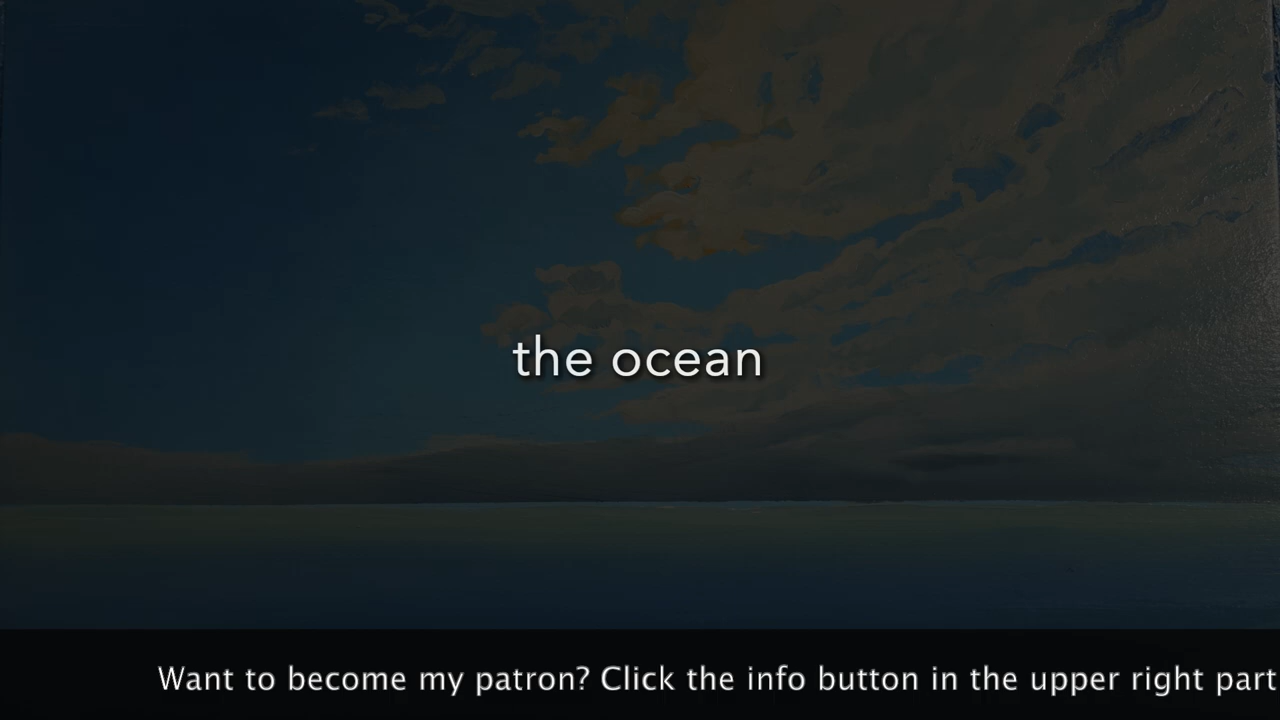 the ocean
Want to become my patron? Click the info button in the upper right part